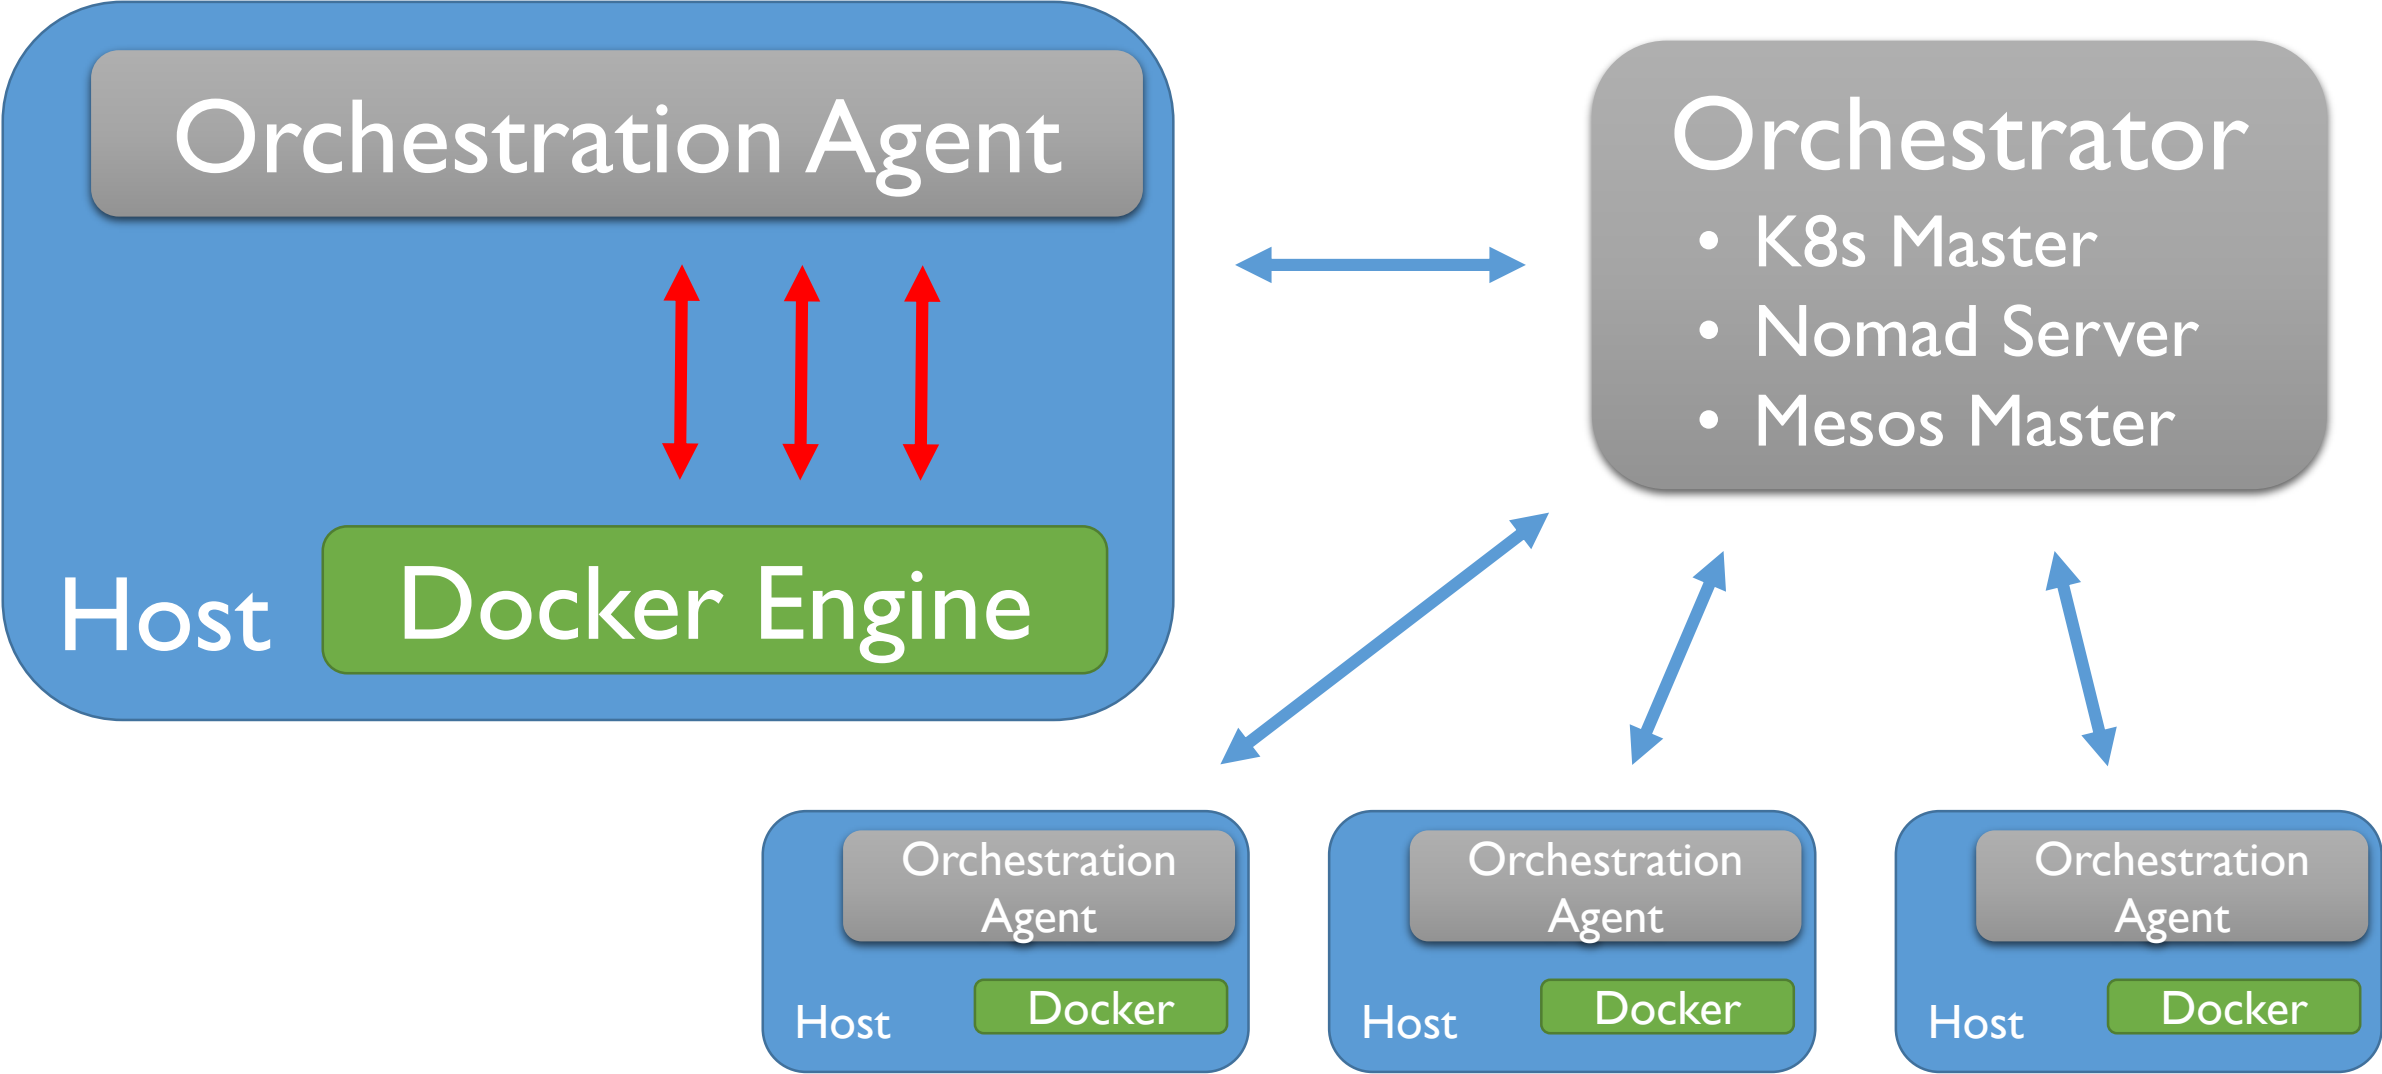 Orchestration Agent
Host
Docker Engine
Orchestrator
• K8s Master
• Nomad Server
• Mesos Master
Orchestration
Agent
Host
Docker
Orchestration
Agent
Host
Docker
Orchestration
Agent
Host
Docker